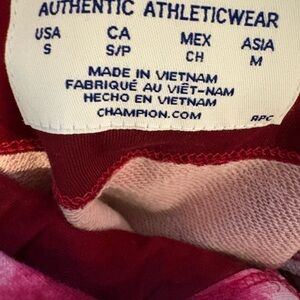 AUTHENTIC ATHLETICWEAR
USA CA MEX ASIA
S S/P CH M
MADE IN VIETNAM
FABRIQUÉ AU VIÊT-NAM
HECHO EN VIETNAM
CHAMPION.COM
RPC